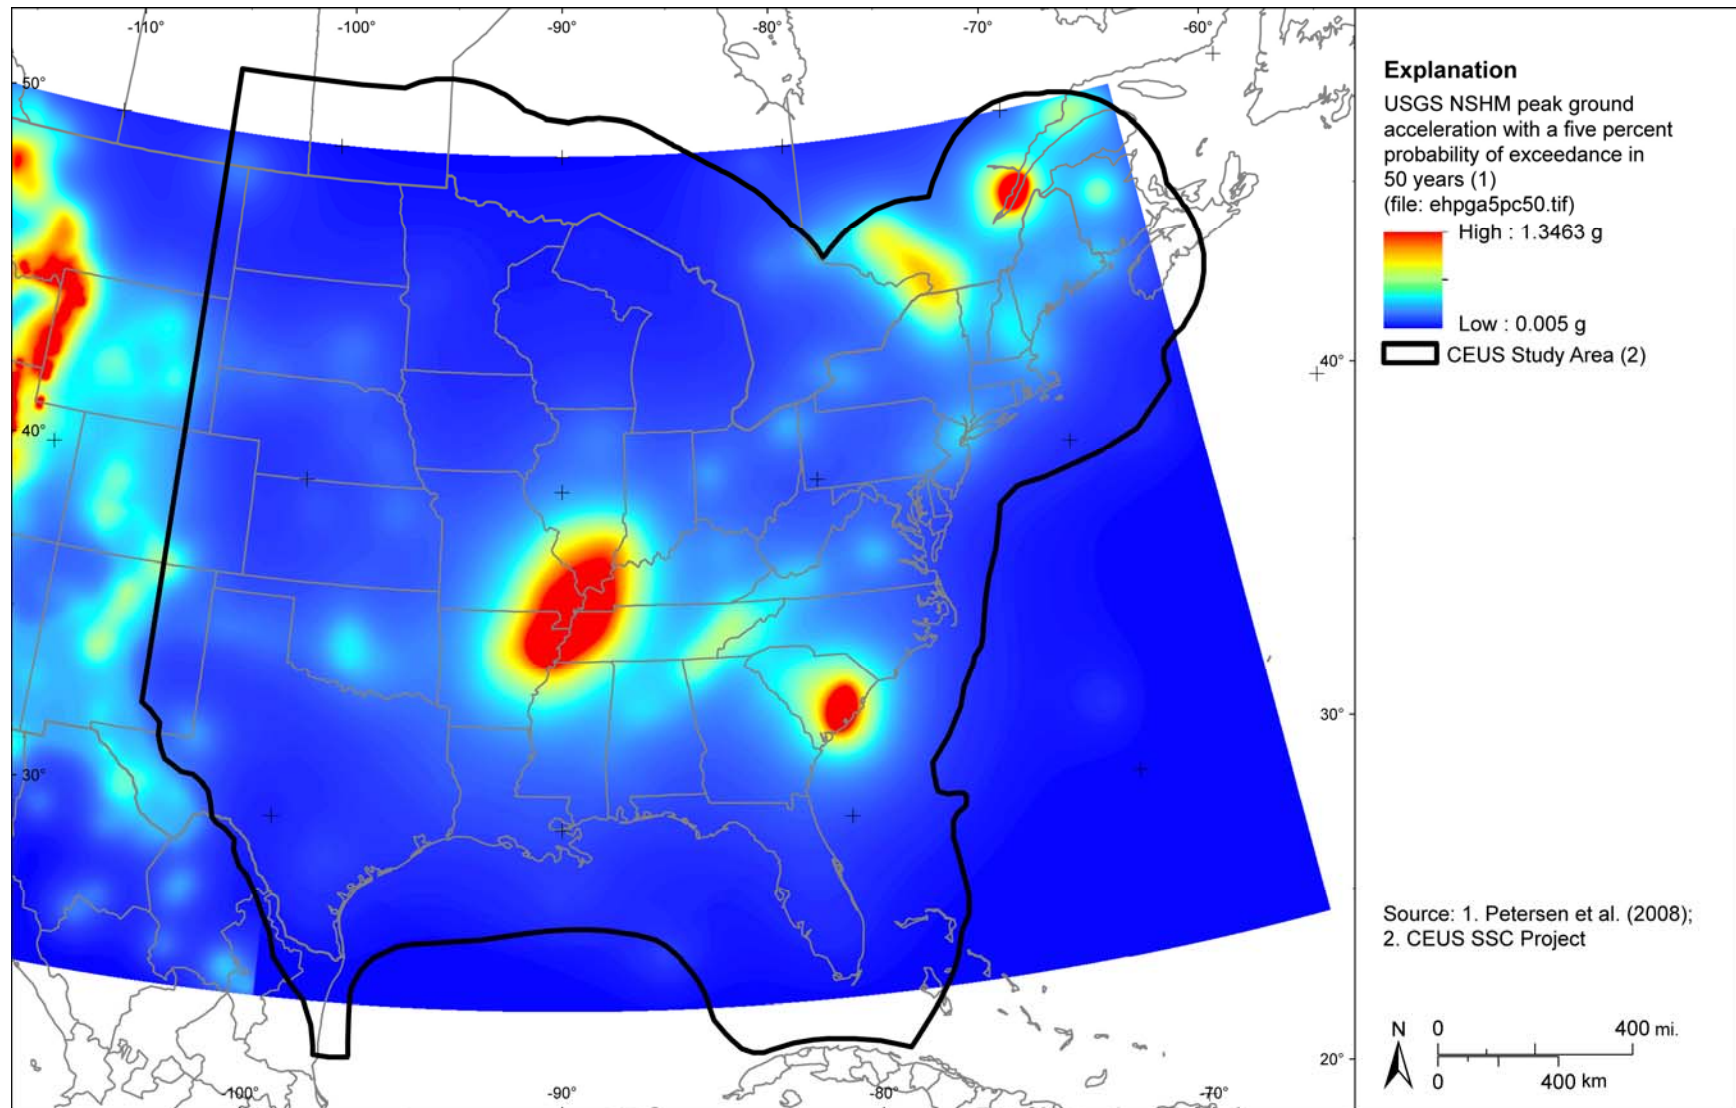 -110°
-100°
-90°
-80°
-70°
-60°
50°
40°
40°
30°
30°
20°
-100°
-90°
-80°
-70°
Explanation
USGS NSHM peak ground
acceleration with a five percent
probability of exceedance in
50 years (1)
(file: ehpga5pc50.tif)
High : 1.3463 g
Low : 0.005 g
CEUS Study Area (2)
Source: 1. Petersen et al. (2008);
2. CEUS SSC Project
N
0 400 mi.
0 400 km